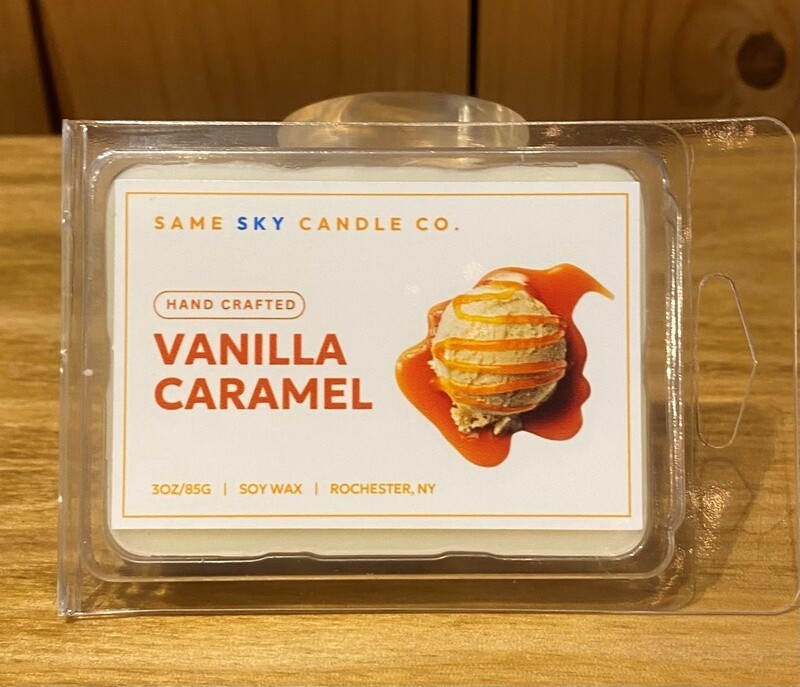 SAME SKY CANDLE CO.
HAND CRAFTED
VANILLA
CARAMEL
3OZ/85G | SOY WAX | ROCHESTER, NY